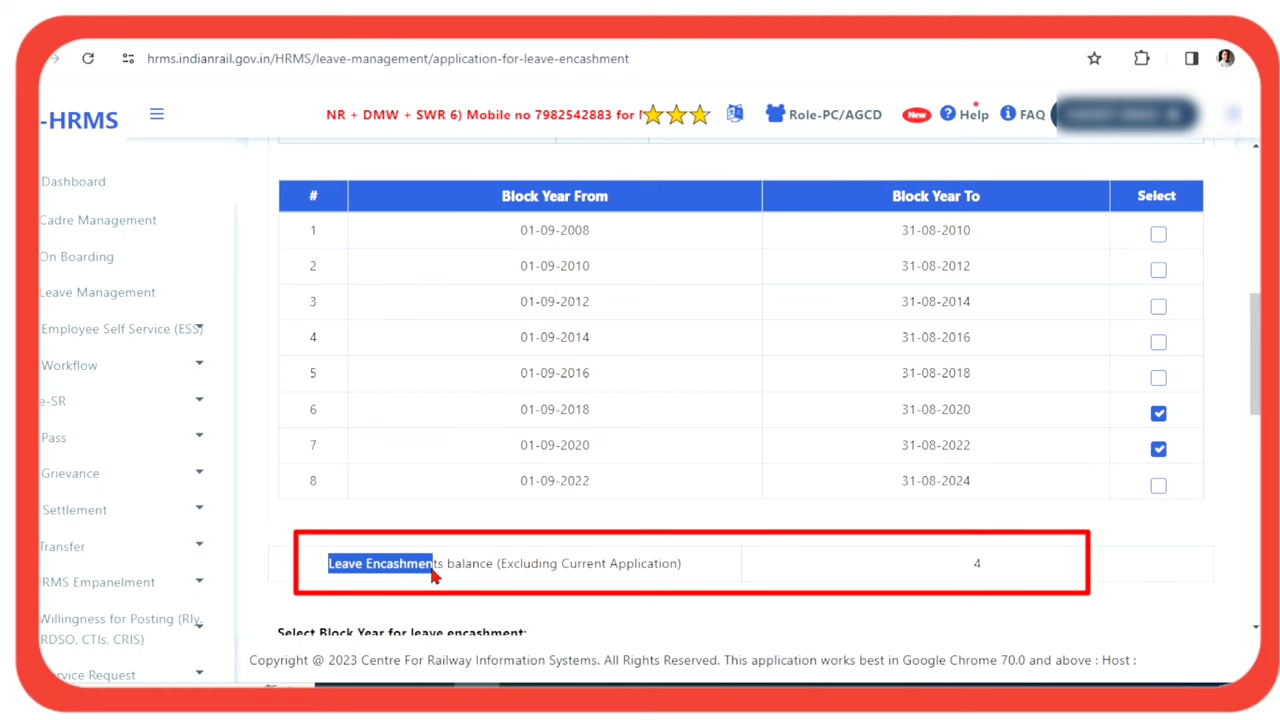 hrms.indianrail.gov.in/HRMS/leave-management/application-for-leave-encashment
-HRMS
NR + DMW + SWR 6) Mobile no 7982542883 for
Role-PC/AGCD
New
Help
FAQ
Dashboard
Cadre Management
On Boarding
Leave Management
Employee Self Service (ESS)
Workflow
e-SR
Pass
Grievance
Settlement
Transfer
HRMS Empanelment
Willingness for Posting (Rly,
RDSO, CTIs, CRIS)
Service Request
# Block Year From Block Year To Select
1 01-09-2008 31-08-2010
2 01-09-2010 31-08-2012
3 01-09-2012 31-08-2014
4 01-09-2014 31-08-2016
5 01-09-2016 31-08-2018
6 01-09-2018 31-08-2020
7 01-09-2020 31-08-2022
8 01-09-2022 31-08-2024
Leave Encashments balance (Excluding Current Application) 4
Select Block Year for leave encashment:
Copyright @ 2023 Centre For Railway Information Systems. All Rights Reserved. This application works best in Google Chrome 70.0 and above : Host :